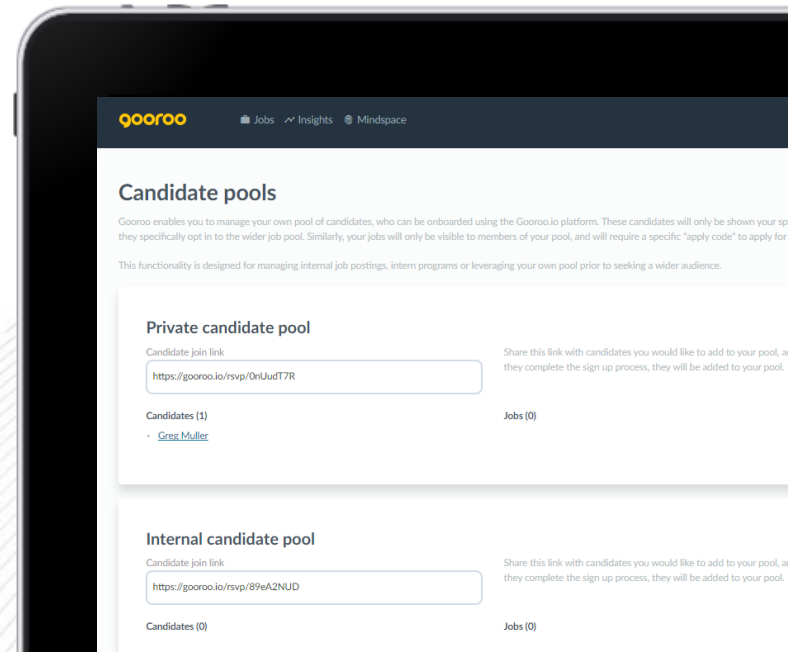 gooroo
Jobs Insights Mindspace
Candidate pools
Gooroo enables you to manage your own pool of candidates, who can be onboarded using the Gooroo.io platform. These candidates will only be shown your
they specifically opt in to the wider job pool. Similarly, your jobs will only be visible to members of your pool, and will require a specific "apply code" to apply for
This functionality is designed for managing internal job postings, intern programs or leveraging your own pool prior to seeking a wider audience.
Private candidate pool
Candidate join link
Share this link with candidates you would like to add to your pool,
https://gooroo.io/rsvp/0nUudT7R
they complete the sign up process, they will be added to your pool.
Candidates (1)
Jobs (0)
· Greg Muller
Internal candidate pool
Candidate join link
Share this link with candidates you would like to add to your pool,
https://gooroo.io/rsvp/89eA2NUD
they complete the sign up process, they will be added to your pool.
Candidates (0)
Jobs (0)